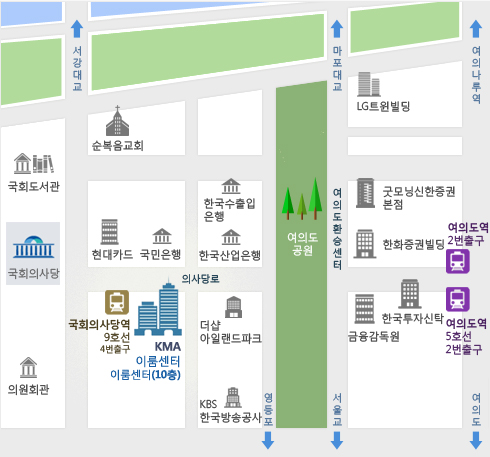 서강대교
마포대교
여의나루역
LG트윈빌딩
순복음교회
국회도서관
한국수출입
은행
여의도환승센터
굿모닝신한증권
본점
여의도역
2번출구
여의도
공원
한화증권빌딩
현대카드
국민은행
한국산업은행
국회의사당
의사당로
국회의사당역
9호선
4번출구
KMA
이룸센터
이룸센터(10층)
더샵
아일랜드파크
한국투자신탁
금융감독원
여의도역
5호선
2번출구
의원회관
KBS
한국방송공사
영등포
서울교
여의도